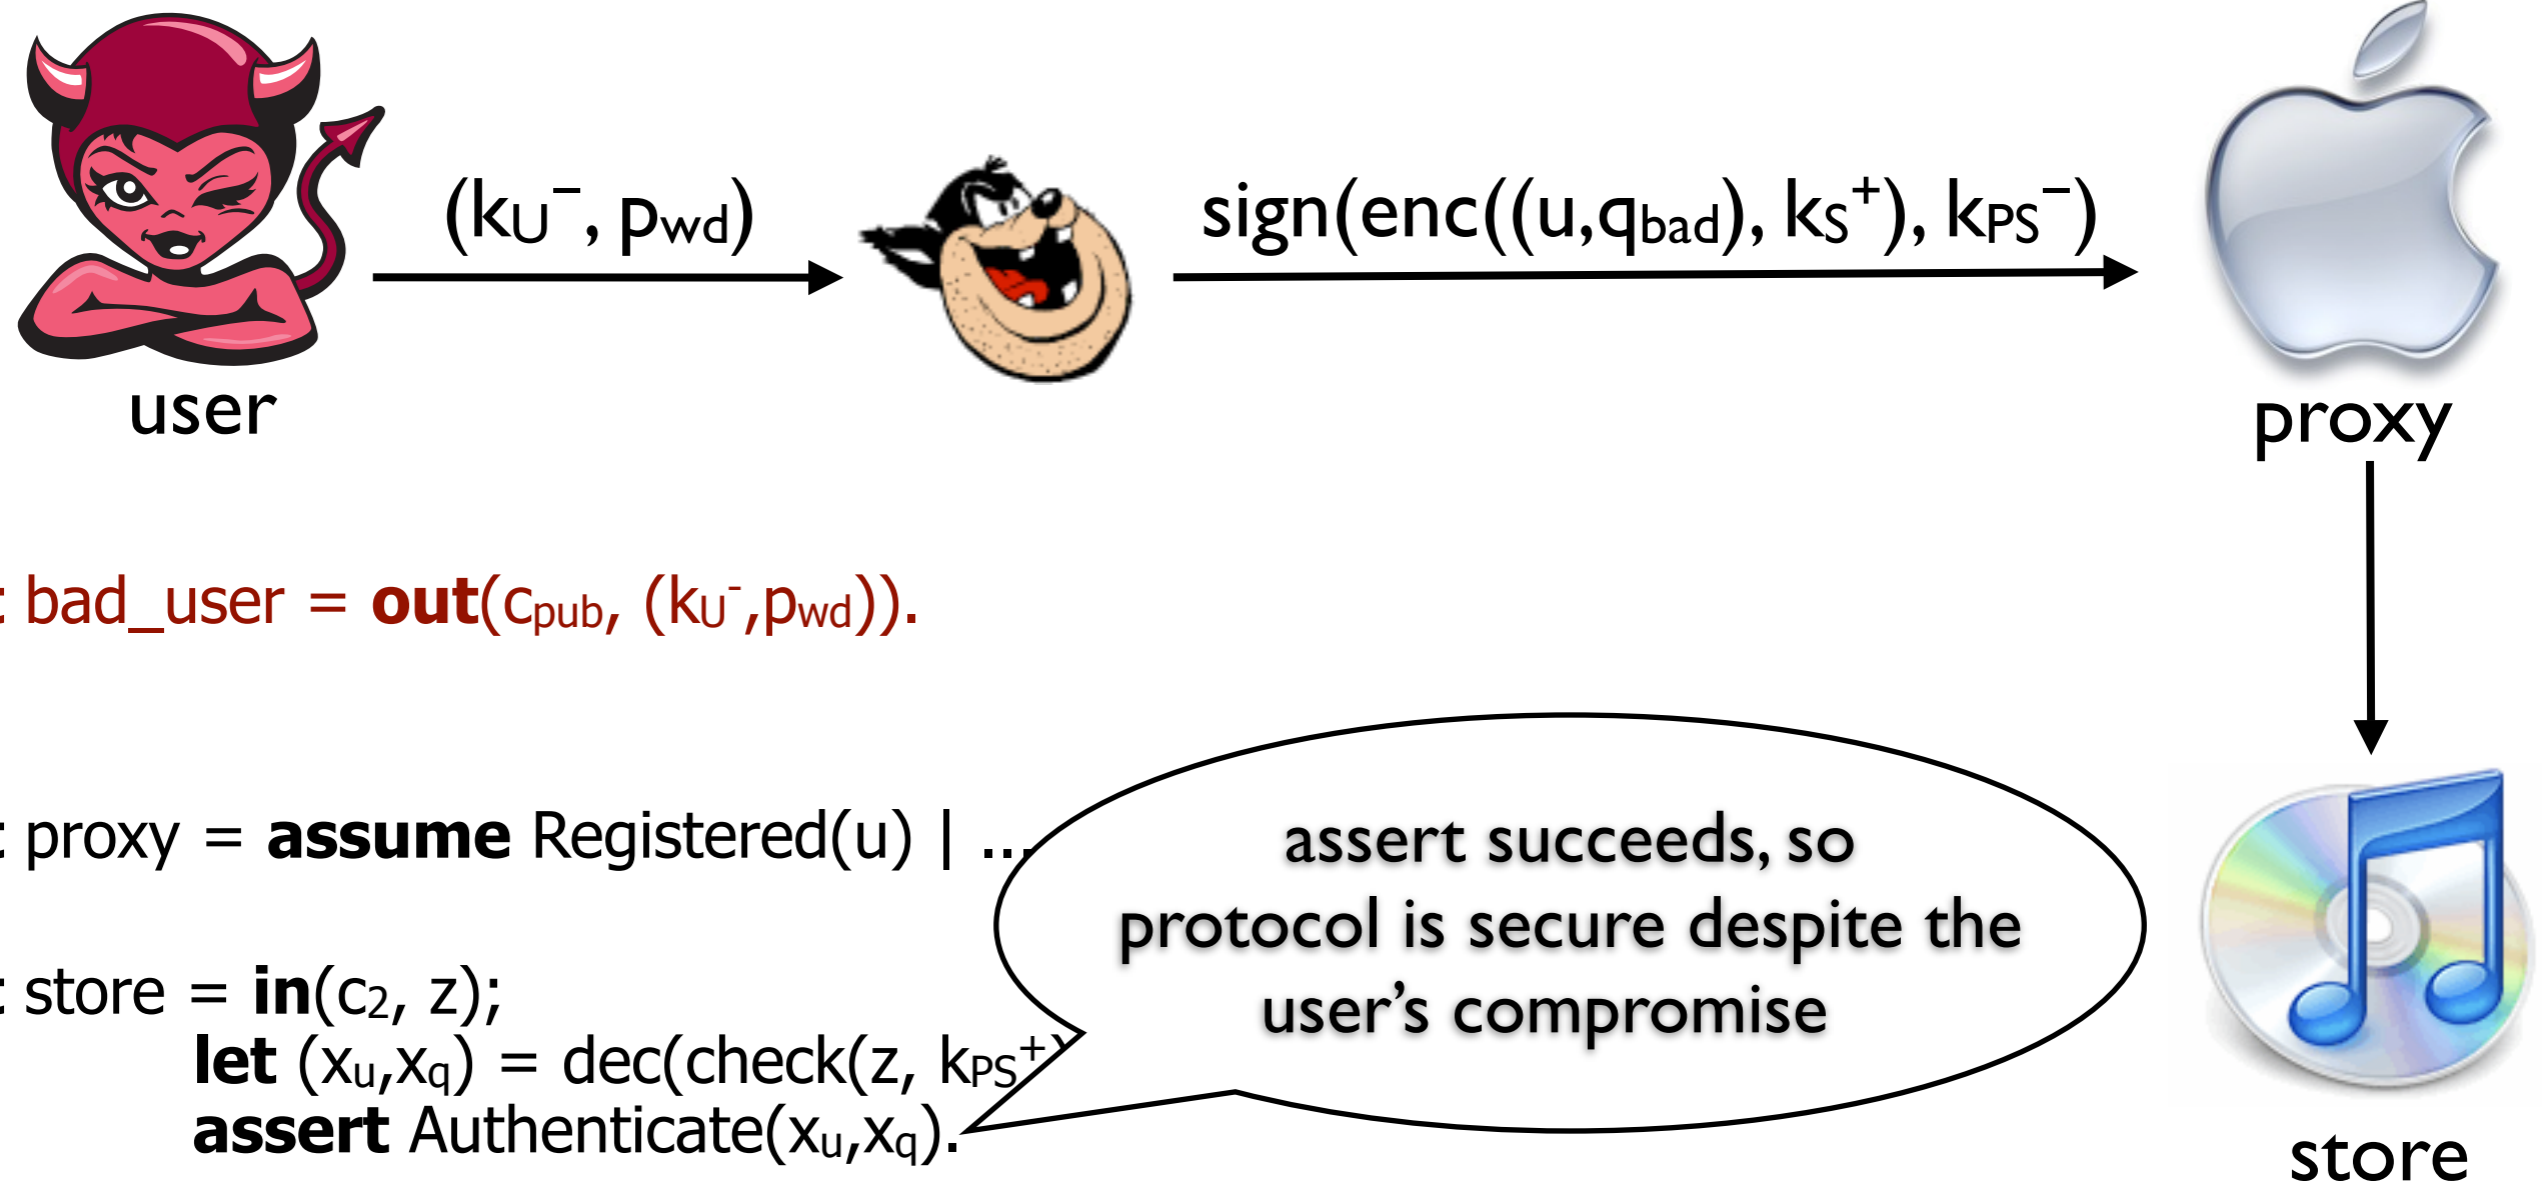 (kU⁻, pwd)
sign(enc((u,qbad), kS⁺), kPS⁻)
user
proxy
bad_user = out(cpub, (kU⁻,pwd)).
proxy = assume Registered(u) | ...
assert succeeds, so
protocol is secure despite the
user's compromise
store = in(c2, z);
let (xu,xq) = dec(check(z, kPS⁺)
assert Authenticate(xu,xq).
store